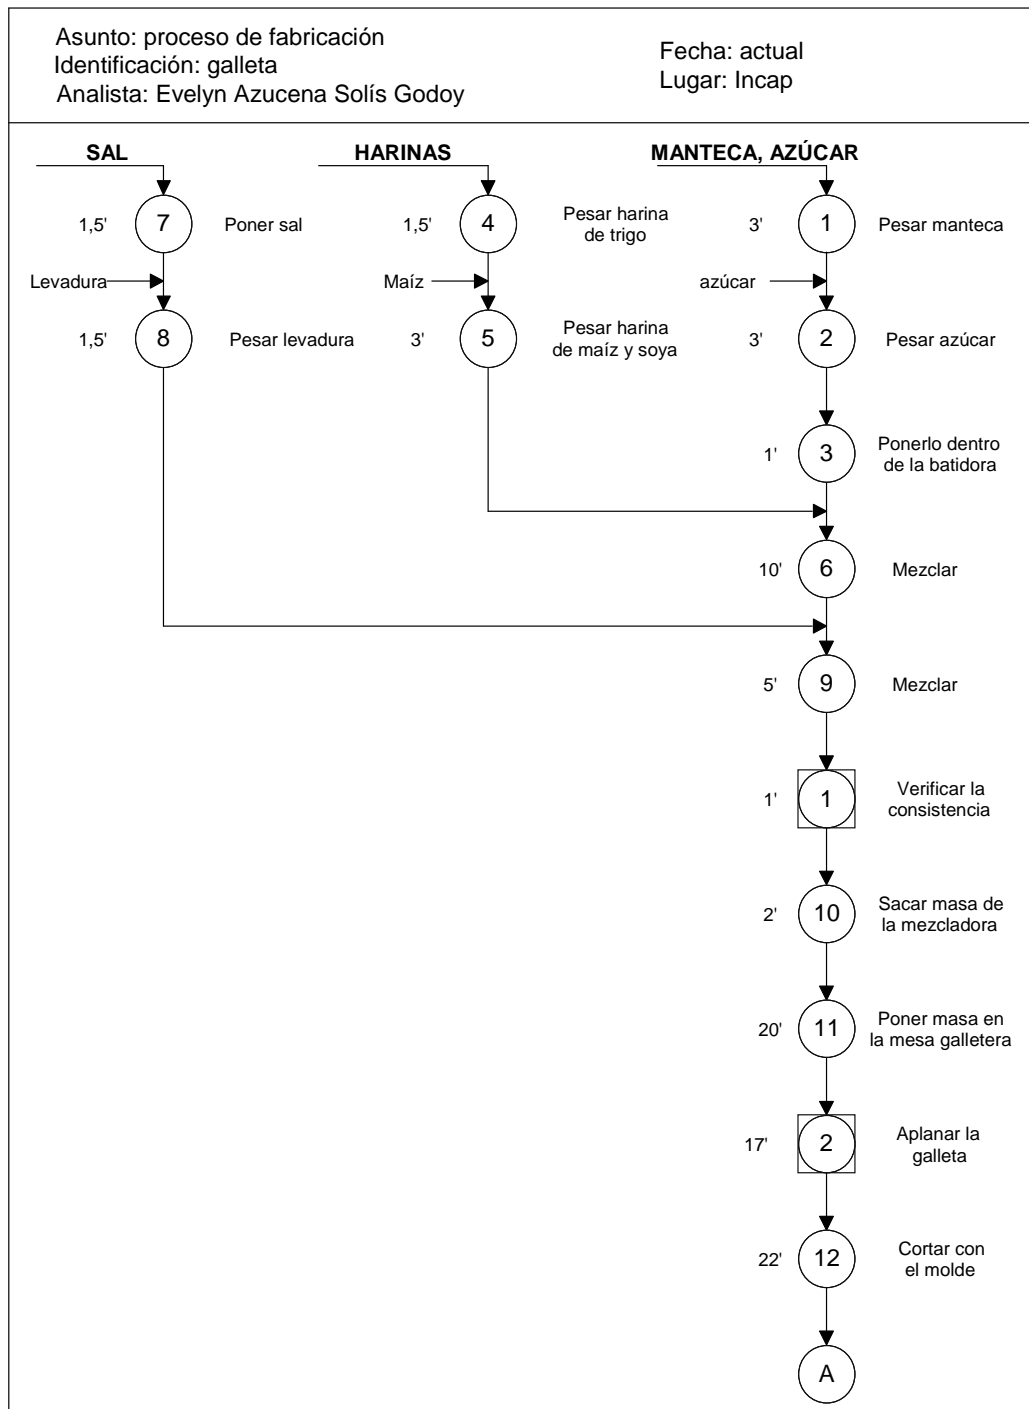 Asunto: proceso de fabricación
Identificación: galleta
Analista: Evelyn Azucena Solís Godoy
Fecha: actual
Lugar: Incap
SAL
HARINAS
MANTECA, AZÚCAR
1,5'
7
Poner sal
1,5'
4
Pesar harina
de trigo
3'
1
Pesar manteca
Levadura
Maíz
azúcar
1,5'
8
Pesar levadura
3'
5
Pesar harina
de maíz y soya
3'
2
Pesar azúcar
1'
3
Ponerlo dentro
de la batidora
10'
6
Mezclar
5'
9
Mezclar
1'
1
Verificar la
consistencia
2'
10
Sacar masa de
la mezcladora
20'
11
Poner masa en
la mesa galletera
17'
2
Aplanar la
galleta
22'
12
Cortar con
el molde
A